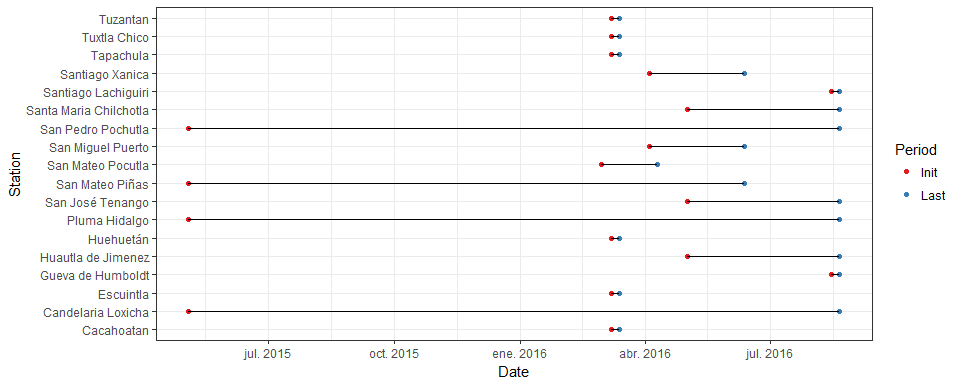 Station
Tuzantan
Tuxtla Chico
Tapachula
Santiago Xanica
Santiago Lachiguiri
Santa Maria Chilchotla
San Pedro Pochutla
San Miguel Puerto
San Mateo Pocutla
San Mateo Piñas
San José Tenango
Pluma Hidalgo
Huehuetán
Huautla de Jimenez
Gueva de Humboldt
Escuintla
Candelaria Loxicha
Cacahoatan
jul. 2015
oct. 2015
ene. 2016
abr. 2016
jul. 2016
Date
Period
Init
Last